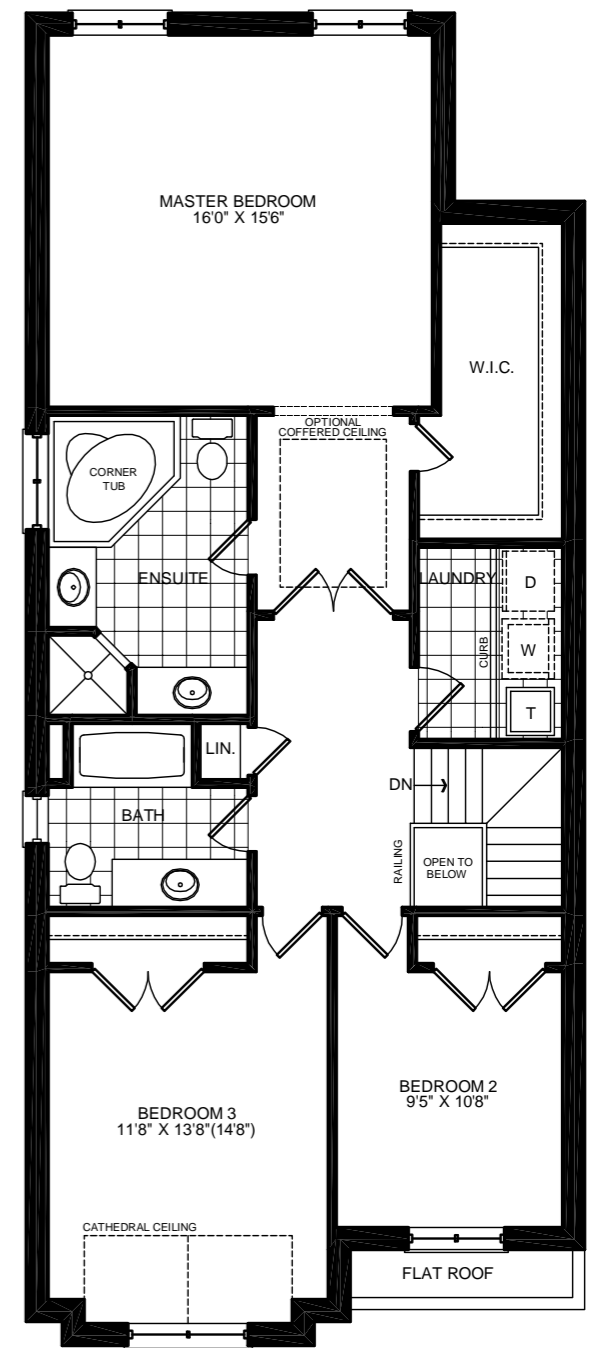 MASTER BEDROOM
16'0" X 15'6"
W.I.C.
OPTIONAL
COFFERED CEILING
CORNER
TUB
ENSUITE
LAUNDRY
D
CURB
W
T
LIN.
DN
BATH
RAILING
OPEN TO
BELOW
BEDROOM 2
9'5" X 10'8"
BEDROOM 3
11'8" X 13'8"(14'8")
CATHEDRAL CEILING
FLAT ROOF